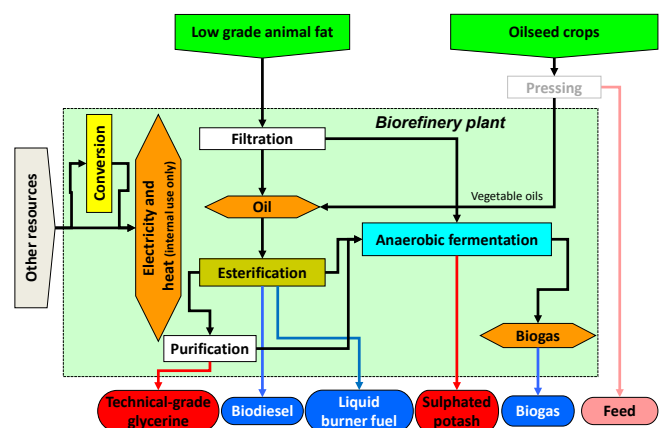 Low grade animal fat
Oilseed crops
Pressing
Biorefinery plant
Conversion
Filtration
Other resources
Electricity and
heat (internal use only)
Vegetable oils
Oil
Anaerobic fermentation
Esterification
Biogas
Purification
Technical-grade
glycerine
Biodiesel
Liquid
burner fuel
Sulphated
potash
Biogas
Feed